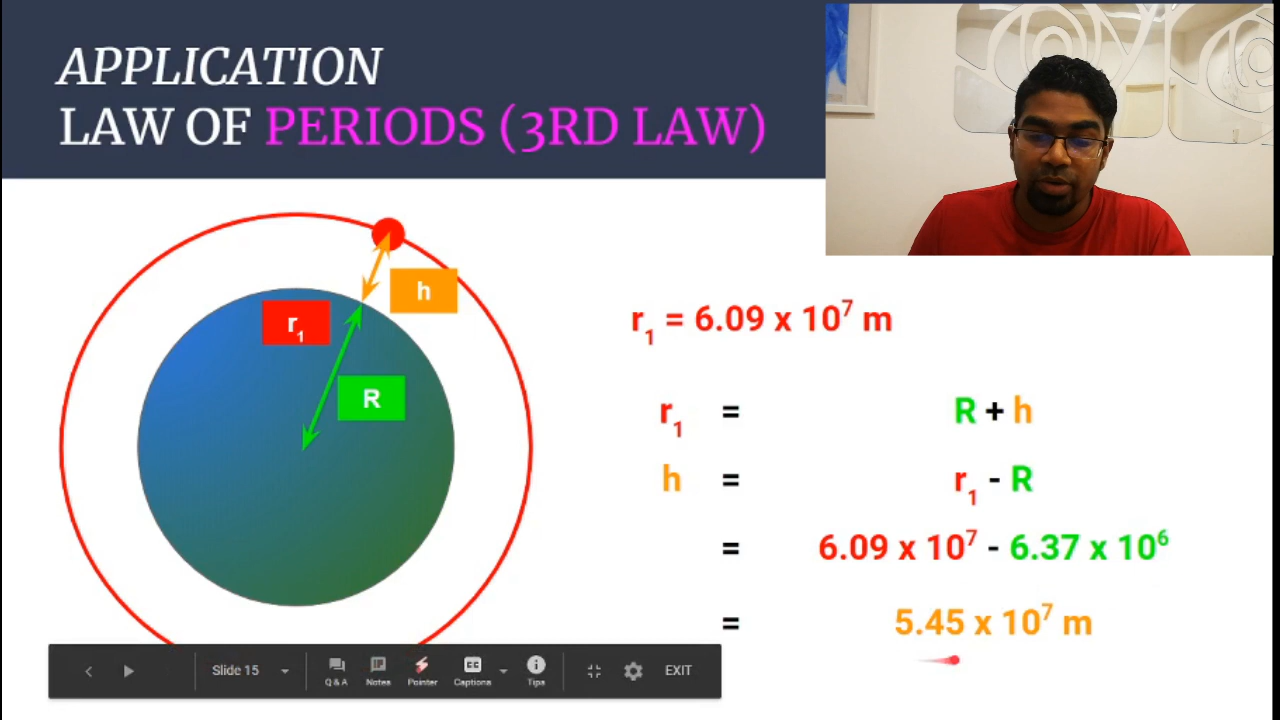 APPLICATION
LAW OF PERIODS (3RD LAW)
h
r₁
R
r₁ = 6.09 x 10⁷ m
r₁ = R + h
h = r₁ - R
= 6.09 x 10⁷ - 6.37 x 10⁶
= 5.45 x 10⁷ m
Slide 15
Q & A
Notes
Pointer
CC
Captions
Tips
EXIT